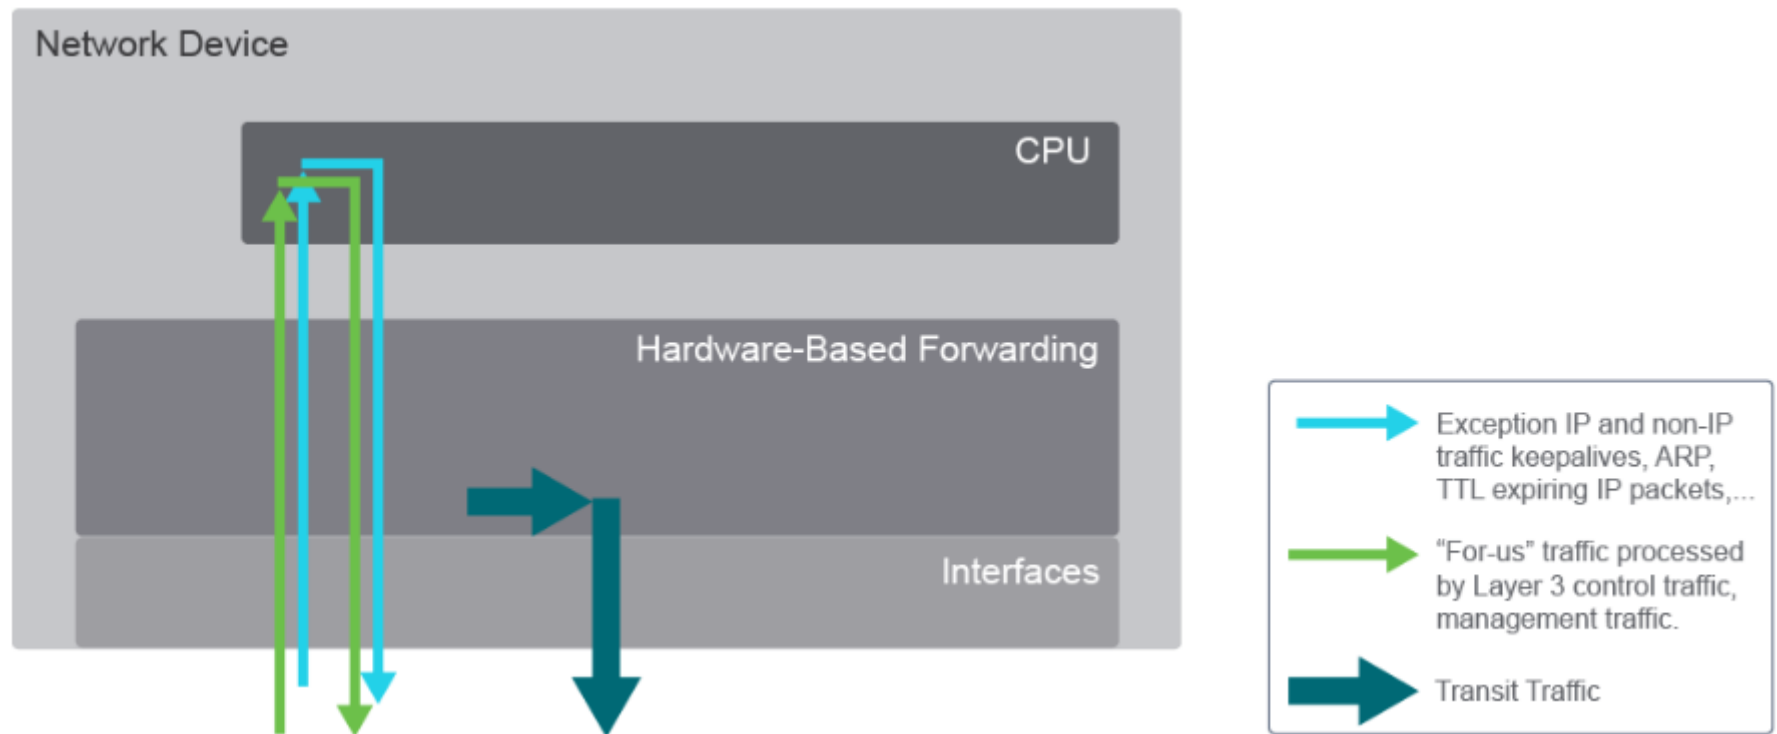 Network Device
CPU
Hardware-Based Forwarding
Interfaces
Exception IP and non-IP
traffic keepalives, ARP,
TTL expiring IP packets,...
“For-us” traffic processed
by Layer 3 control traffic,
management traffic.
Transit Traffic